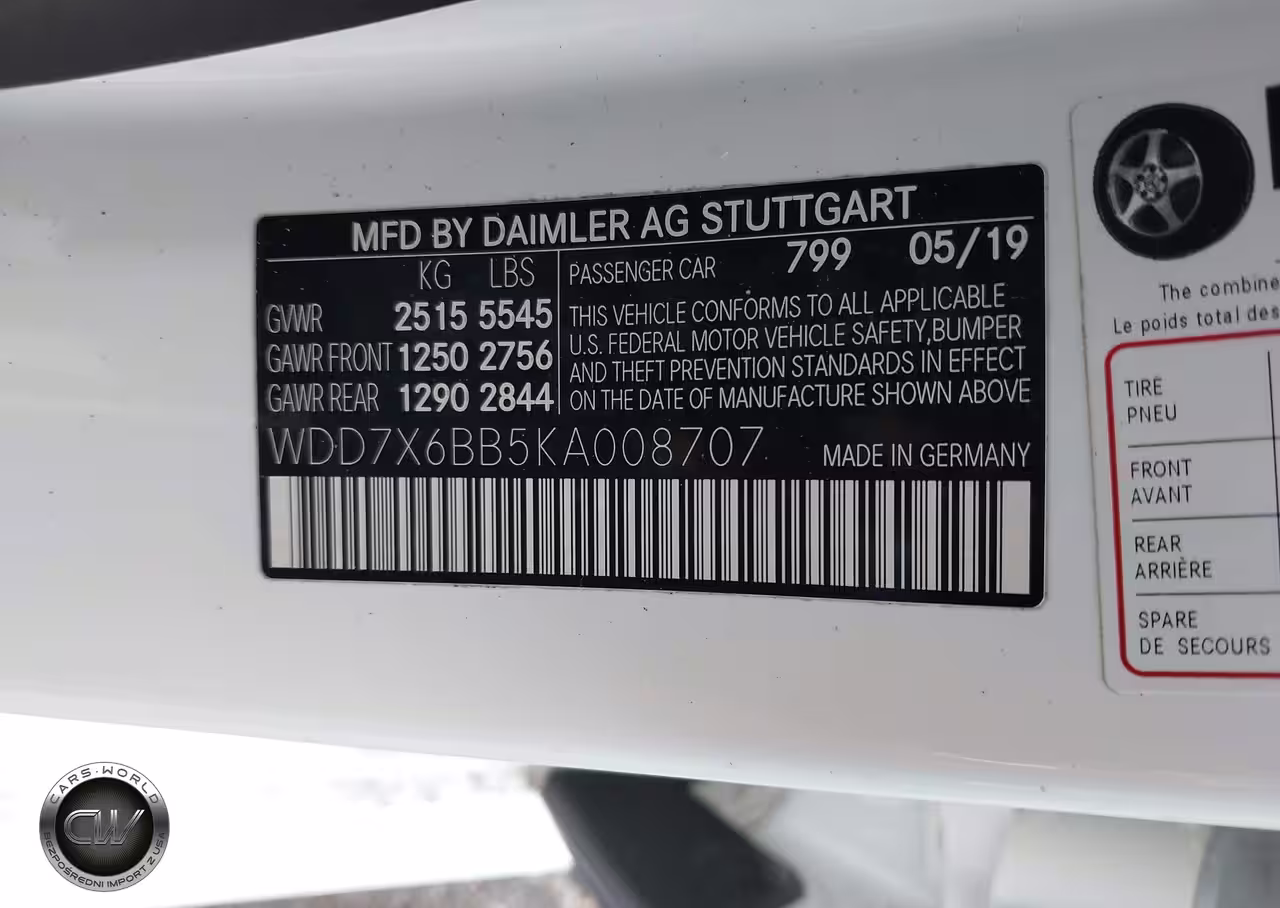 MFD BY DAIMLER AG STUTTGART
KG LBS
GVWR 2515 5545
GAWR FRONT 1250 2756
GAWR REAR 1290 2844
PASSENGER CAR 799 05/19
THIS VEHICLE CONFORMS TO ALL APPLICABLE
U.S. FEDERAL MOTOR VEHICLE SAFETY,BUMPER
AND THEFT PREVENTION STANDARDS IN EFFECT
ON THE DATE OF MANUFACTURE SHOWN ABOVE
WDD7X6BB5KA008707 MADE IN GERMANY
The combine
Le poids total des
TIRE
PNEU
FRONT
AVANT
REAR
ARRIÈRE
SPARE
DE SECOURS
CARS-WORLD
CW
BEZPOŚREDNI IMPORT Z USA